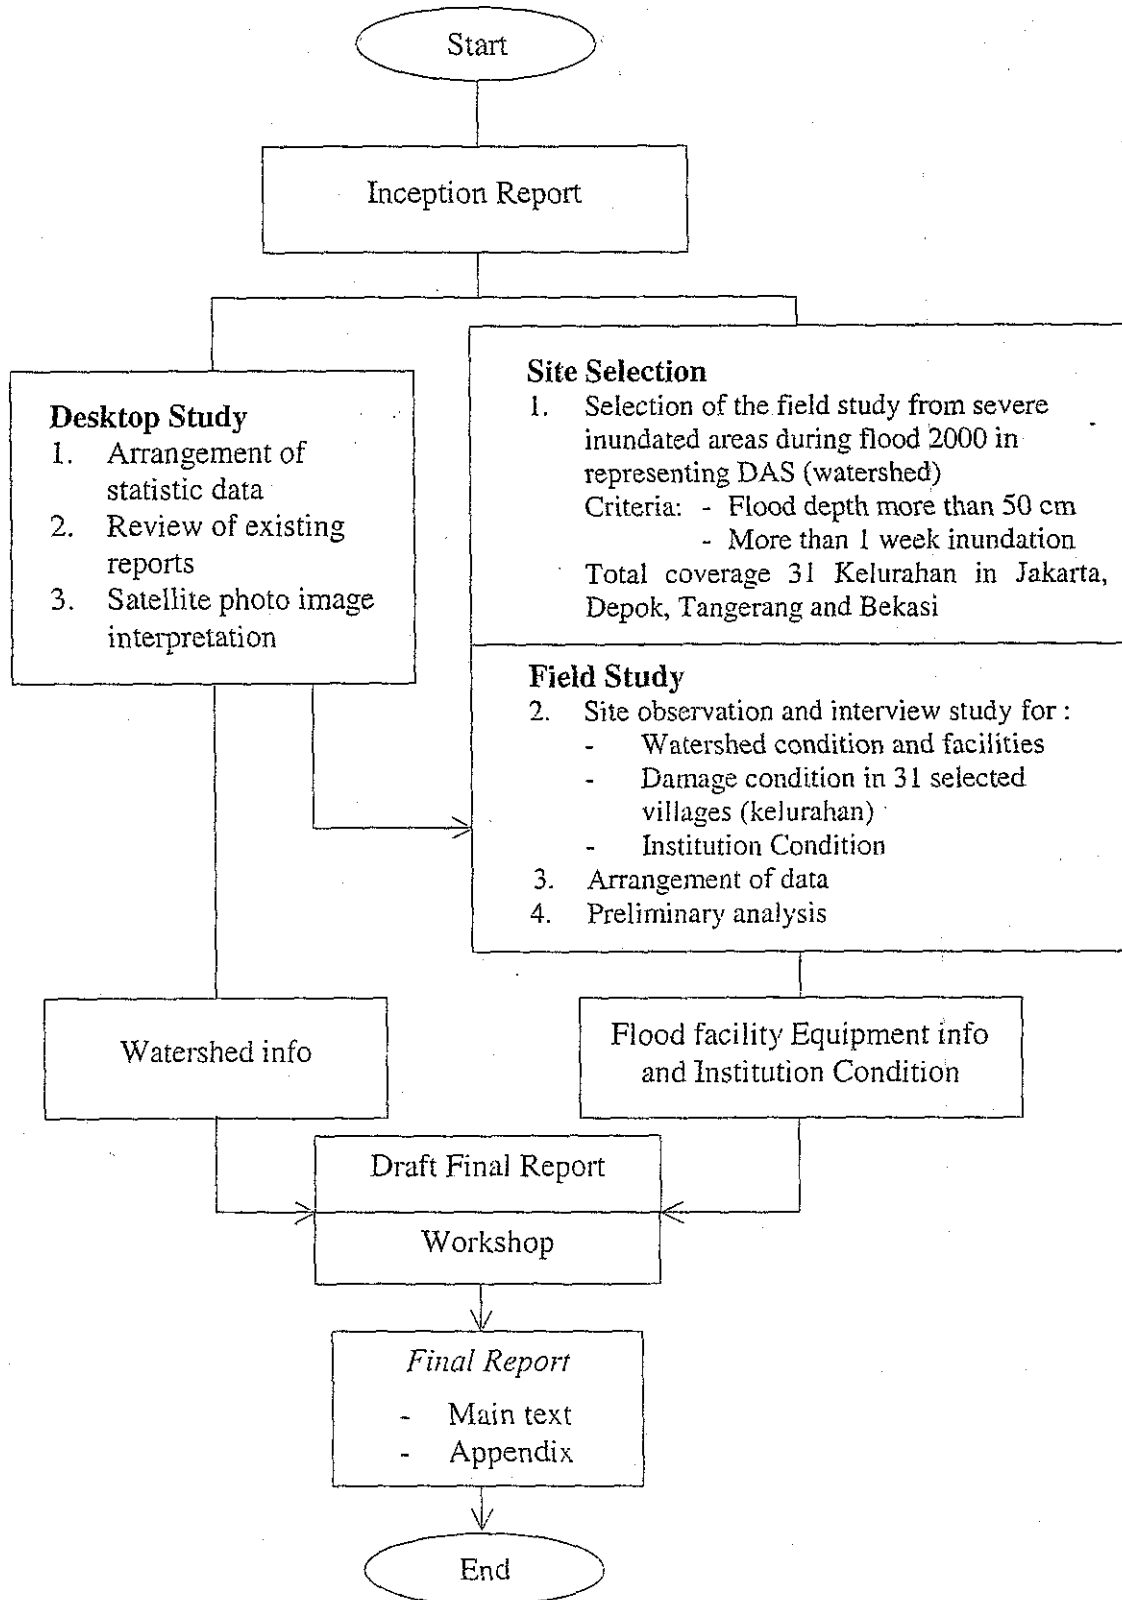 Start
Inception Report
Desktop Study
1. Arrangement of
statistic data
2. Review of existing
reports
3. Satellite photo image
interpretation
Site Selection
1. Selection of the field study from severe
inundated areas during flood 2000 in
representing DAS (watershed)
Criteria: - Flood depth more than 50 cm
- More than 1 week inundation
Total coverage 31 Kelurahan in Jakarta,
Depok, Tangerang and Bekasi
Field Study
2. Site observation and interview study for :
- Watershed condition and facilities
- Damage condition in 31 selected
villages (kelurahan)
- Institution Condition
3. Arrangement of data
4. Preliminary analysis
Watershed info
Flood facility Equipment info
and Institution Condition
Draft Final Report
Workshop
Final Report
- Main text
- Appendix
End